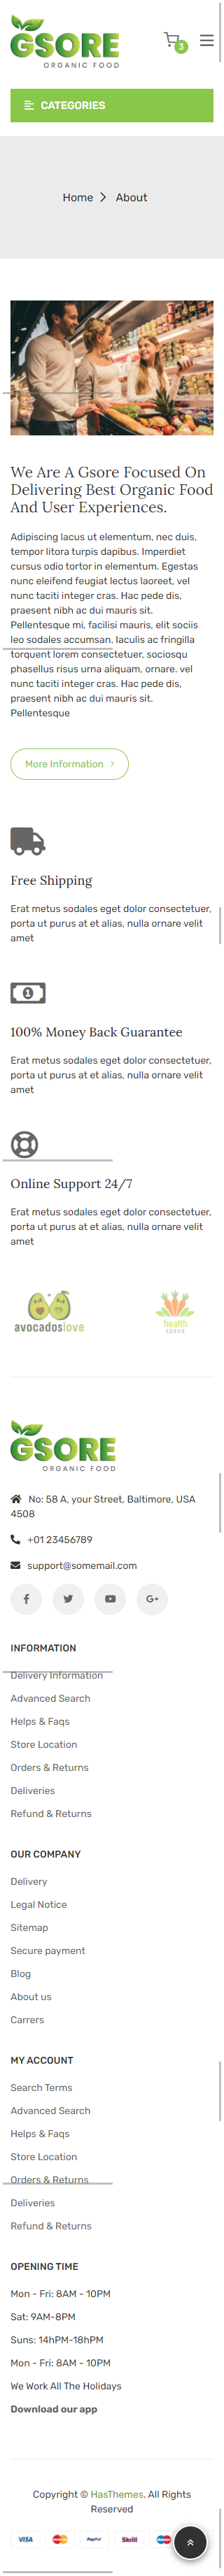 GSORE
ORGANIC FOOD
3
CATEGORIES
Home > About
We Are A Gsore Focused On
Delivering Best Organic Food
And User Experiences.
Adipiscing lacus ut elementum, nec duis,
tempor litora turpis dapibus. Imperdiet
cursus odio tortor in elementum. Egestas
nunc eleifend feugiat lectus laoreet, vel
nunc taciti integer cras. Hac pede dis,
praesent nibh ac dui mauris sit.
Pellentesque mi, facilisi mauris, elit sociis
leo sodales accumsan. Iaculis ac fringilla
torquent lorem consectetuer, sociosqu
phasellus risus urna aliquam, ornare. vel
nunc taciti integer cras. Hac pede dis,
praesent nibh ac dui mauris sit.
Pellentesque
More Information >
Free Shipping
Erat metus sodales eget dolor consectetuer,
porta ut purus at et alias, nulla ornare velit
amet
1
100% Money Back Guarantee
Erat metus sodales eget dolor consectetuer,
porta ut purus at et alias, nulla ornare velit
amet
Online Support 24/7
Erat metus sodales eget dolor consectetuer,
porta ut purus at et alias, nulla ornare velit
amet
avocadoslove
health
space
GSORE
ORGANIC FOOD
No: 58 A, your Street, Baltimore, USA
4508
+01 23456789
support@somemail.com
INFORMATION
Delivery Information
Advanced Search
Helps & Faqs
Store Location
Orders & Returns
Deliveries
Refund & Returns
OUR COMPANY
Delivery
Legal Notice
Sitemap
Secure payment
Blog
About us
Carrers
MY ACCOUNT
Search Terms
Advanced Search
Helps & Faqs
Store Location
Orders & Returns
Deliveries
Refund & Returns
OPENING TIME
Mon - Fri: 8AM - 10PM
Sat: 9AM-8PM
Suns: 14hPM-18hPM
Mon - Fri: 8AM - 10PM
We Work All The Holidays
Download our app
Copyright © HasThemes. All Rights
Reserved
VISA PayPal Skrill